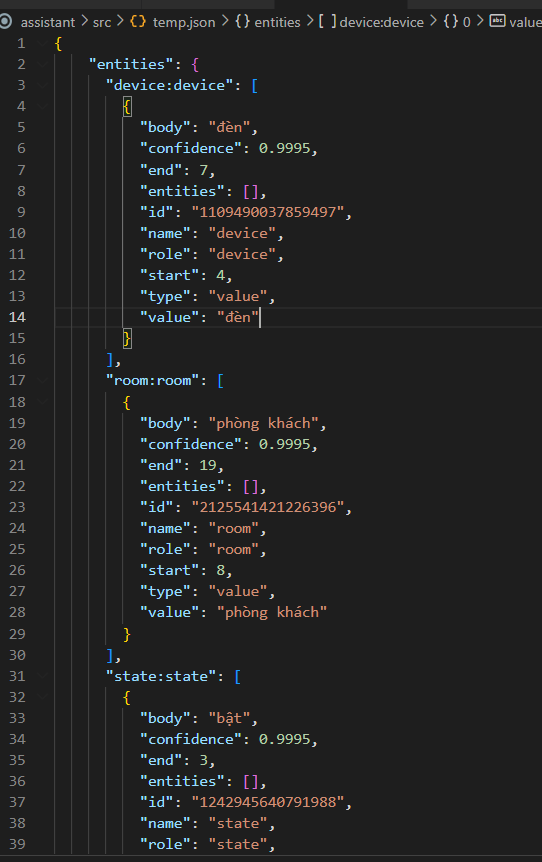 assistant > src > {} temp.json > {} entities > [ ] device:device > {} 0 > abc value
1 {
2 "entities": {
3 "device:device": [
4 {
5 "body": "đèn",
6 "confidence": 0.9995,
7 "end": 7,
8 "entities": [],
9 "id": "1109490037859497",
10 "name": "device",
11 "role": "device",
12 "start": 4,
13 "type": "value",
14 "value": "đèn"
15 }
16 ],
17 "room:room": [
18 {
19 "body": "phòng khách",
20 "confidence": 0.9995,
21 "end": 19,
22 "entities": [],
23 "id": "2125541421226396",
24 "name": "room",
25 "role": "room",
26 "start": 8,
27 "type": "value",
28 "value": "phòng khách"
29 }
30 ],
31 "state:state": [
32 {
33 "body": "bật",
34 "confidence": 0.9995,
35 "end": 3,
36 "entities": [],
37 "id": "1242945640791988",
38 "name": "state",
39 "role": "state",